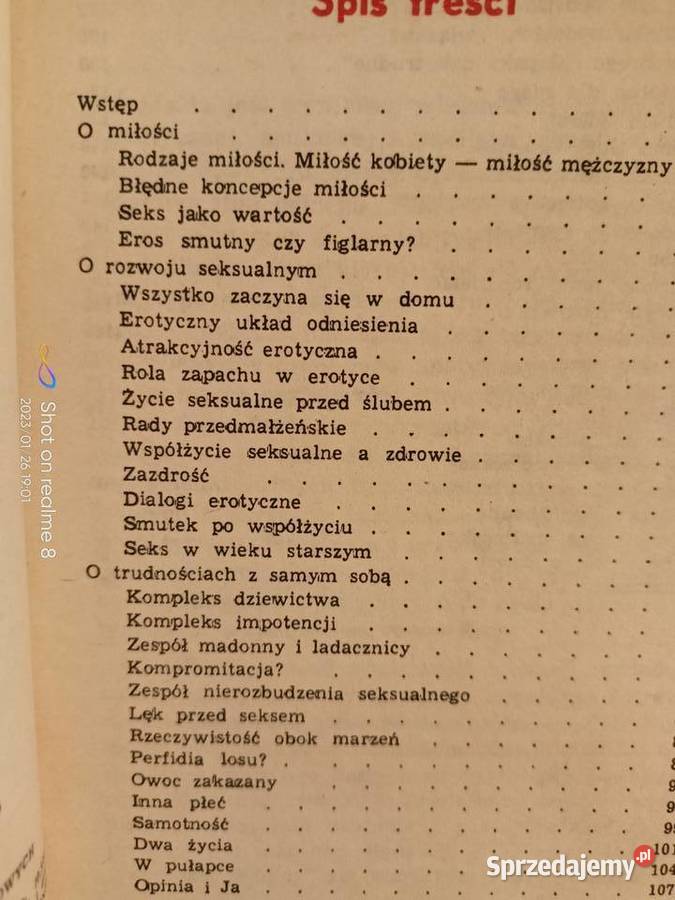 Spis treści
Wstęp . . . . . . . . . . . .
O miłości . . . . . . . . . . .
Rodzaje miłości. Miłość kobiety — miłość mężczyzny
Błędne koncepcje miłości . . . . . . .
Seks jako wartość . . . . . . . . .
Eros smutny czy figlarny? . . . . . .
O rozwoju seksualnym . . . . . . . . .
Wszystko zaczyna się w domu . . . . .
Erotyczny układ odniesienia . . . . . .
Atrakcyjność erotyczna . . . . . . . .
Rola zapachu w erotyce . . . . . . .
Życie seksualne przed ślubem . . . . . .
Rady przedmałżeńskie . . . . . . . .
Współżycie seksualne a zdrowie . . . . .
Zazdrość . . . . . . . . . . .
Dialogi erotyczne . . . . . . . . .
Smutek po współżyciu . . . . . . . .
Seks w wieku starszym . . . . . . .
O trudnościach z samym sobą . . . . . . .
Kompleks dziewictwa . . . . . . . .
Kompleks impotencji . . . . . . . .
Zespół madonny i ladacznicy . . . . . .
Kompromitacja? . . . . . . . . .
Zespół nierozbudzenia seksualnego . . . . .
Lęk przed seksem . . . . . . . . .
Rzeczywistość obok marzeń . . . . . .
Perfidia losu? . . . . . . . . . .
Owoc zakazany . . . . . . . . . 9
Inna płeć . . . . . . . . . . 9
Samotność . . . . . . . . . .
Dwa życia . . . . . . . . . . 101
W pułapce . . . . . . . . . . 104
Opinia i Ja . . . . . . . . . . 107
Shot on realme 8
2023/01/26 19:01
Sprzedajemy.pl